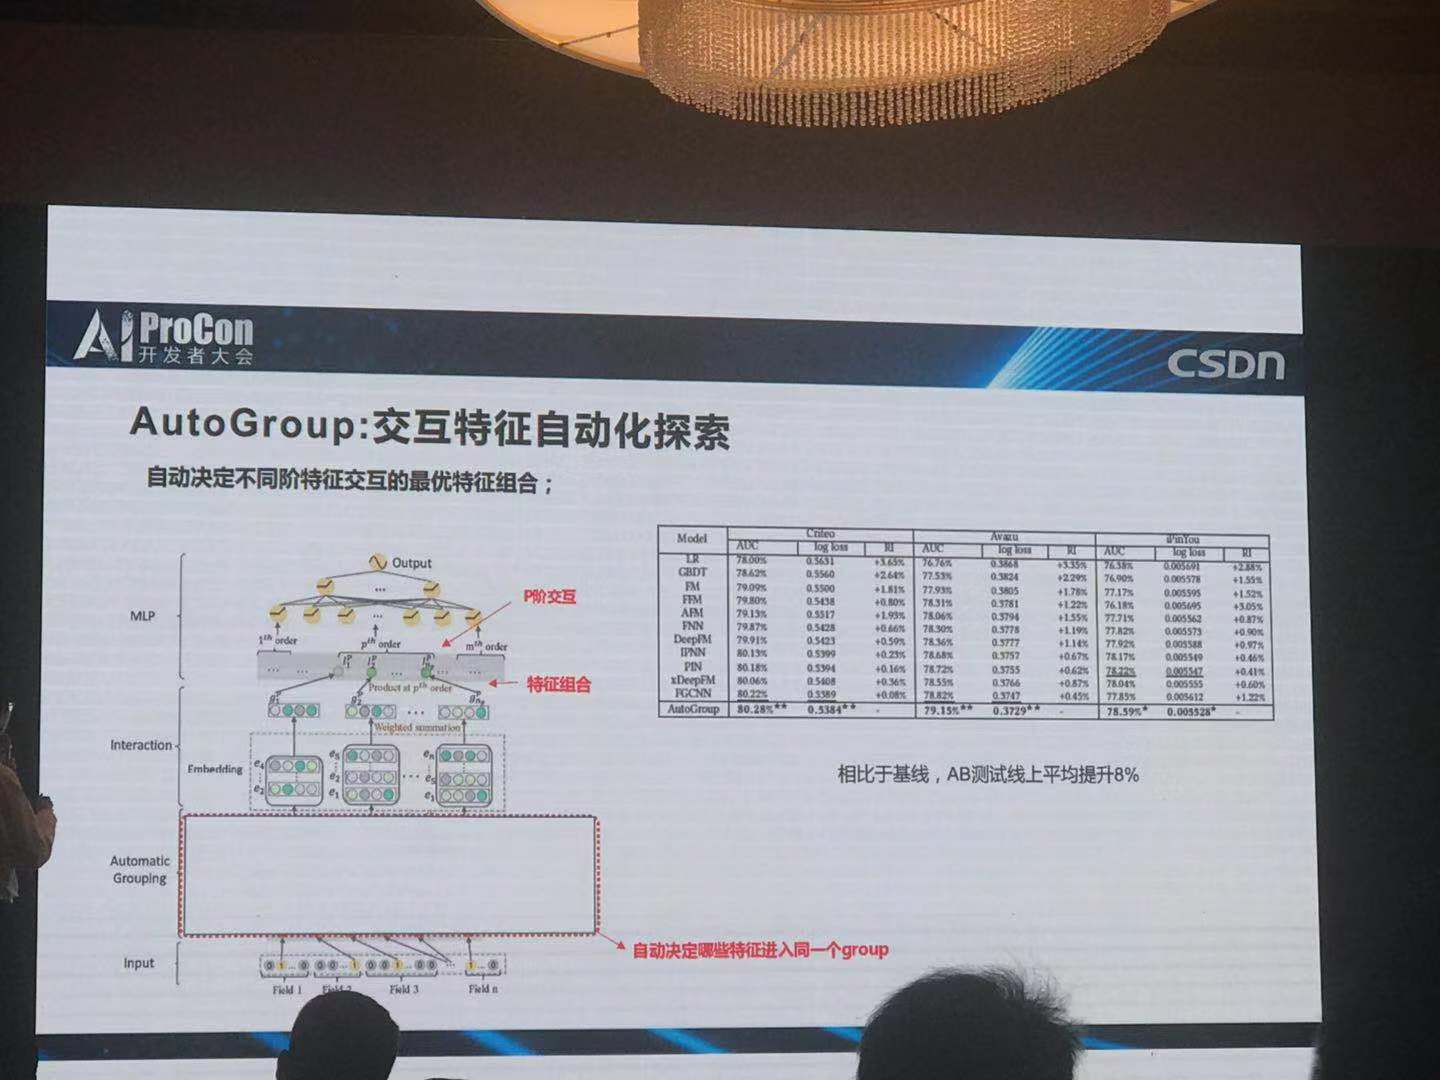 Ai ProCon
开发者大会
CSDN
AutoGroup:交互特征自动化探索
自动决定不同阶特征交互的最优特征组合；
Output
MLP
P阶交互
1th order
pth order
mth order
Product at pth order
特征组合
Weighted summation
Interaction
Embedding
Automatic
Grouping
自动决定哪些特征进入同一个group
Input
0 1 ... 0 0 0 ... 1 0 0 1 ... 0 0 ... 1 ... 0
Field 1 Field 2 Field 3 Field n
Model Criteo Avazu iPinYou
AUC log loss RI AUC log loss RI AUC log loss RI
LR 78.00% 0.5631 +3.65% 76.76% 0.3868 +3.35% 76.38% 0.005691 +2.88%
GBDT 78.62% 0.5560 +2.64% 77.53% 0.3824 +2.29% 76.90% 0.005578 +1.55%
FM 79.09% 0.5500 +1.81% 77.93% 0.3805 +1.78% 77.17% 0.005595 +1.52%
FFM 79.80% 0.5438 +0.80% 78.31% 0.3781 +1.22% 76.18% 0.005695 +3.05%
AFM 79.13% 0.5517 +1.93% 78.06% 0.3794 +1.55% 77.71% 0.005562 +0.87%
FNN 79.87% 0.5428 +0.66% 78.30% 0.3778 +1.19% 77.82% 0.005573 +0.90%
DeepFM 79.91% 0.5423 +0.59% 78.36% 0.3777 +1.14% 77.92% 0.005588 +0.97%
IPNN 80.13% 0.5399 +0.23% 78.68% 0.3757 +0.67% 78.17% 0.005549 +0.46%
PIN 80.18% 0.5394 +0.16% 78.72% 0.3755 +0.62% 78.22% 0.005547 +0.41%
xDeepFM 80.06% 0.5408 +0.36% 78.55% 0.3766 +0.87% 78.04% 0.005555 +0.60%
FGCNN 80.22% 0.5389 +0.08% 78.82% 0.3747 +0.45% 77.85% 0.005612 +1.22%
AutoGroup 80.28%** 0.5384** - 79.15%** 0.3729** - 78.59%* 0.005528* -
相比于基线，AB测试线上平均提升8%